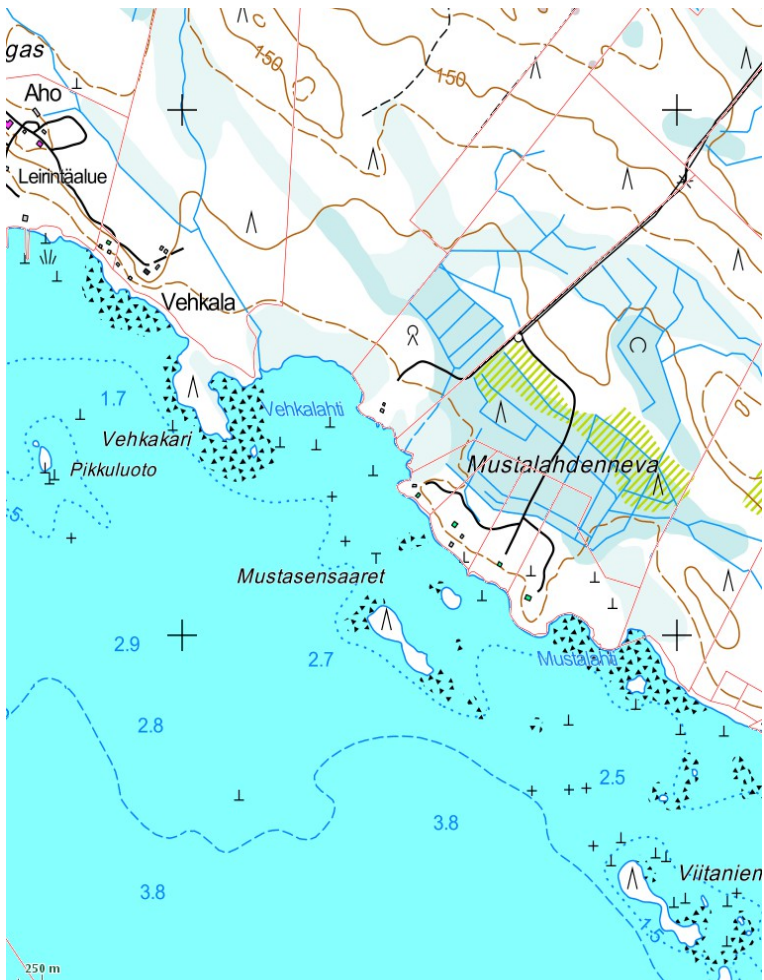 gas
150
150
Aho
Leirintäalue
Vehkala
1.7
Vehkalahti
Vehkakari
Pikkuluoto
Mustalahdenneva
Mustasensaaret
2.9
2.7
Mustalahti
2.8
2.5
3.8
3.8
Viitanien
1.5
250 m